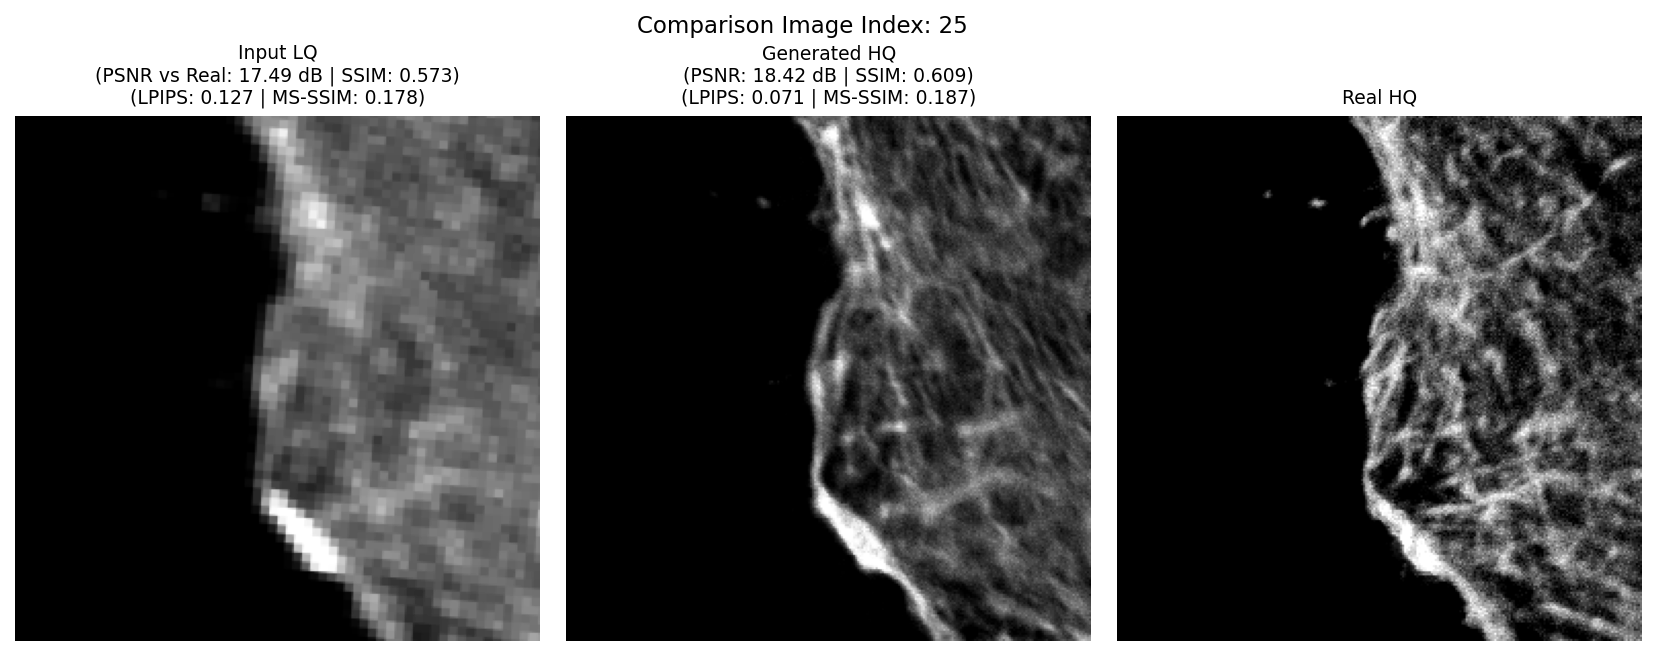 Comparison Image Index: 25
Input LQ
(PSNR vs Real: 17.49 dB | SSIM: 0.573)
(LPIPS: 0.127 | MS-SSIM: 0.178)
Generated HQ
(PSNR: 18.42 dB | SSIM: 0.609)
(LPIPS: 0.071 | MS-SSIM: 0.187)
Real HQ